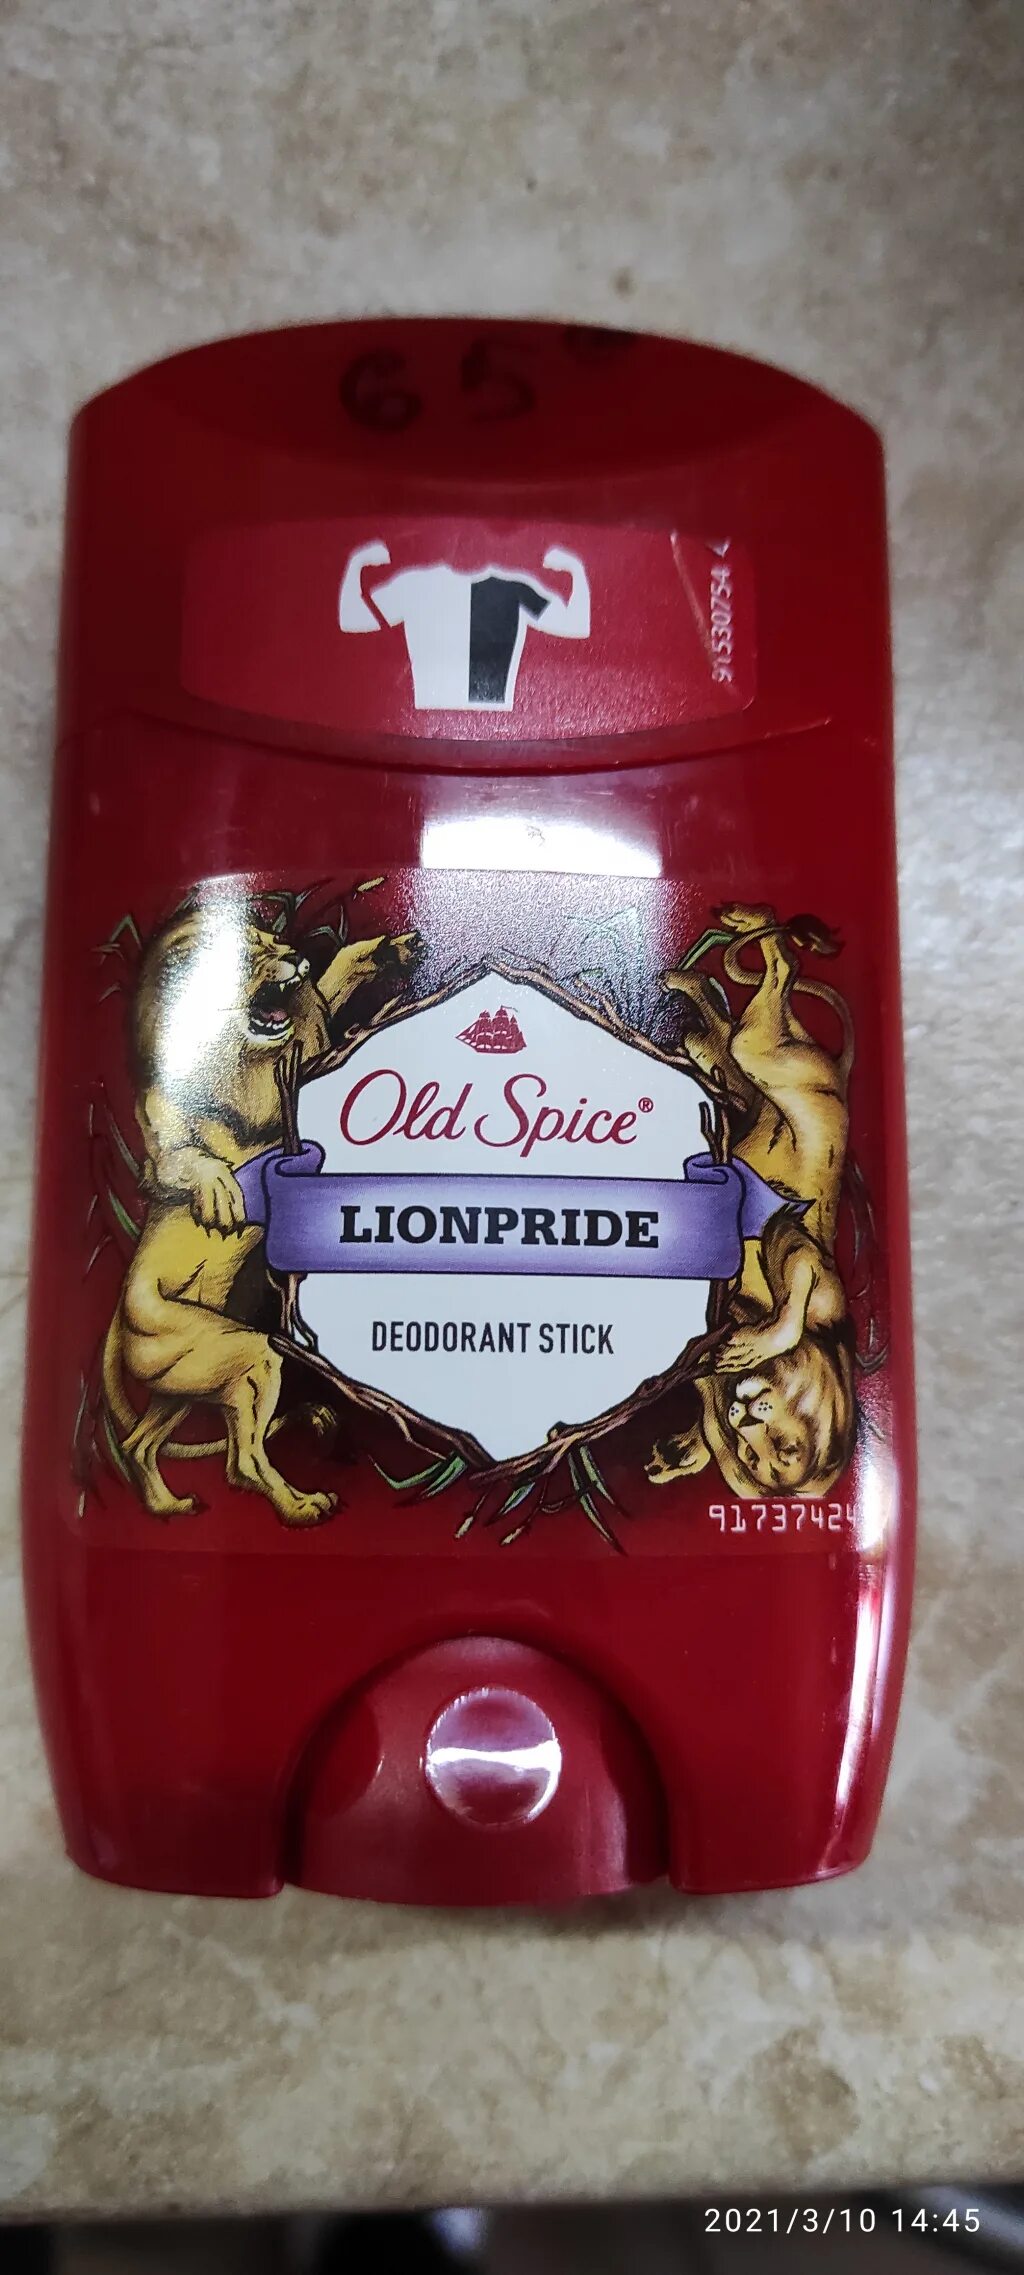 65
91530754
Old Spice®
LIONPRIDE
DEODORANT STICK
91737424
2021/3/10 14:45